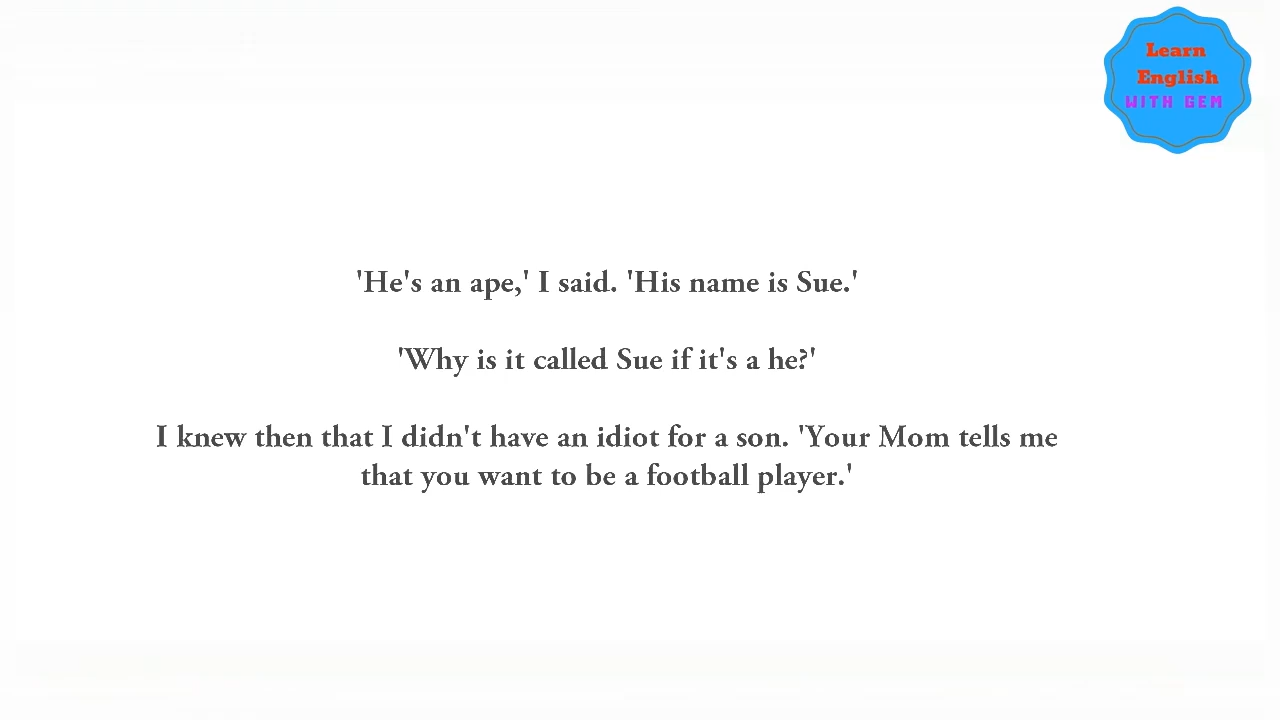 Learn
English
WITH GEM
'He's an ape,' I said. 'His name is Sue.'
'Why is it called Sue if it's a he?'
I knew then that I didn't have an idiot for a son. 'Your Mom tells me
that you want to be a football player.'